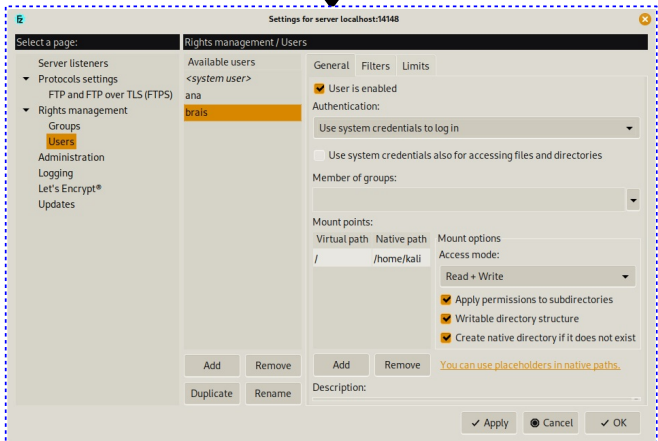 Fz
Settings for server localhost:14148
Select a page:
Server listeners
Protocols settings
FTP and FTP over TLS (FTPS)
Rights management
Groups
Users
Administration
Logging
Let's Encrypt®
Updates
Rights management / Users
Available users
<system user>
ana
brais
Add
Remove
Duplicate
Rename
General
Filters
Limits
User is enabled
Authentication:
Use system credentials to log in
Use system credentials also for accessing files and directories
Member of groups:
Mount points:
Virtual path
Native path
/
/home/kali
Add
Remove
Mount options
Access mode:
Read + Write
Apply permissions to subdirectories
Writable directory structure
Create native directory if it does not exist
You can use placeholders in native paths.
Description:
Apply
Cancel
OK